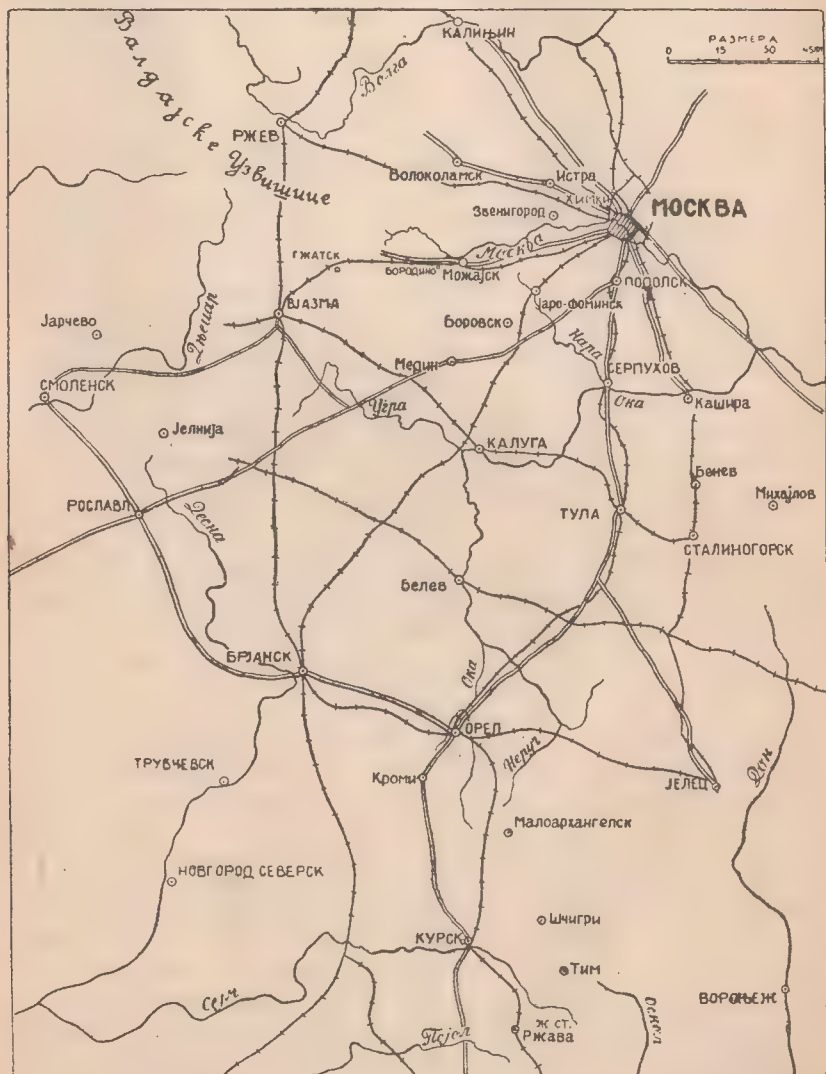 Валдајске Узвишице
КАЛИЊИН
РАЗМЕРА
0 15 30
Волга
РЖЕВ
Волоколамск
Истра
ХИМКИ
Звенигород
МОСКВА
Москва
ГЖАТСК
БОРОДИНО
Можајск
ПОДОЛСК
ВЈАЗМА
Јаро-Фоминск
Јарчево
Дњепар
Боровско
Нара
Медин
СЕРПУХОВ
СМОЛЕНСК
Угра
Ока
Кашира
Јелнија
КАЛУГА
Бенев
Михајлов
РОСЛАВЛ
Десна
ТУЛА
СТАЛИНОГОРСК
Белев
БРЈАНСК
Ока
ОРЕЛ
Неруч
Дон
ТРУБЧЕВСК
Кроми
ЈЕЛЕЦ
Малоархангелск
НОВГОРОД СЕВЕРСК
Шчигри
КУРСК
Тим
Сејм
ВОРОЊЕЖ
Оскол
Ж СТ.
Ржава
Псјол